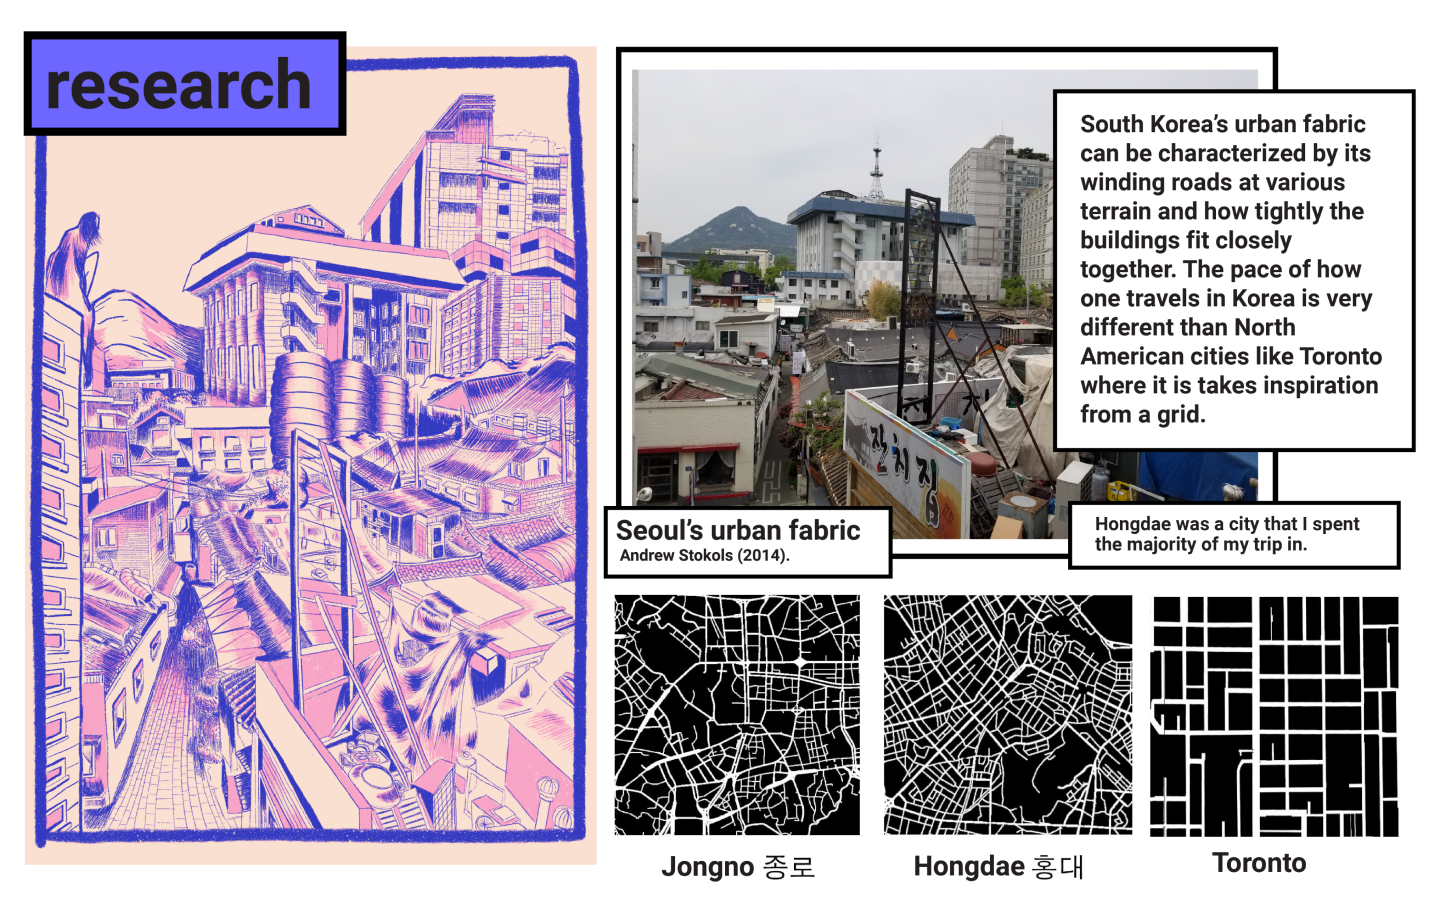 research
South Korea’s urban fabric
can be characterized by its
winding roads at various
terrain and how tightly the
buildings fit closely
together. The pace of how
one travels in Korea is very
different than North
American cities like Toronto
where it is takes inspiration
from a grid.
잔치집
Seoul’s urban fabric
Andrew Stokols (2014).
Hongdae was a city that I spent
the majority of my trip in.
Jongno 종로
Hongdae 홍대
Toronto